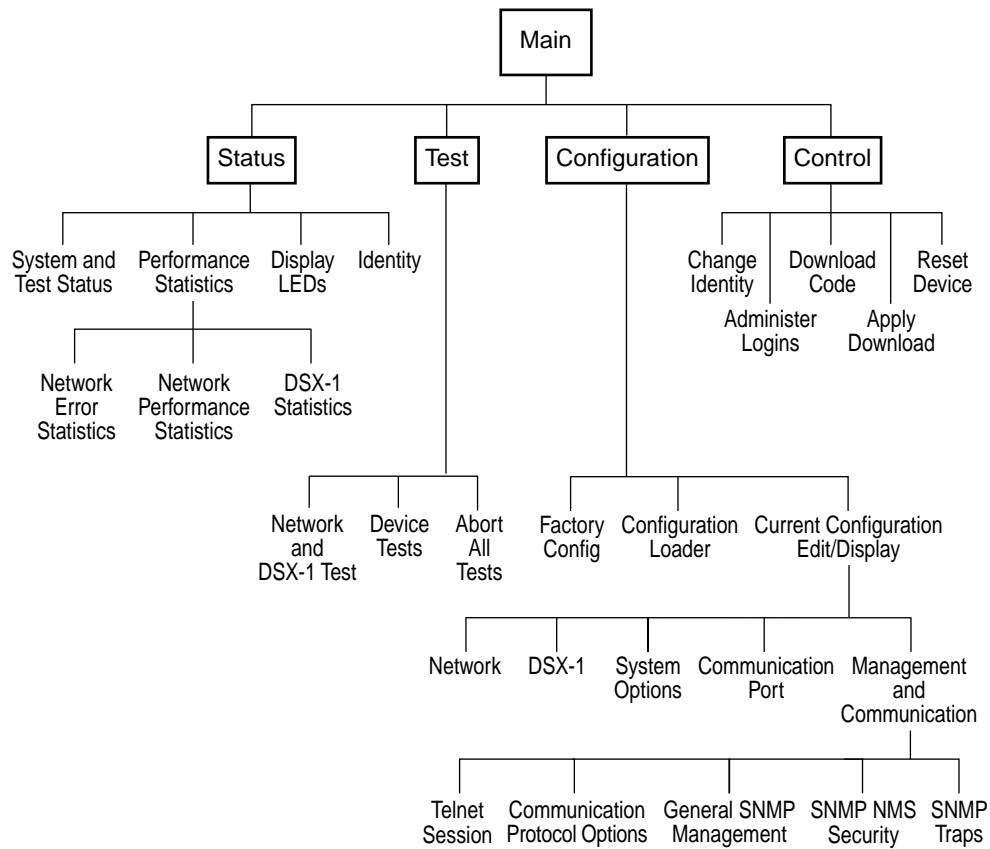 Main
Status
Test
Configuration
Control
System and
Test Status
Performance
Statistics
Display
LEDs
Identity
Change
Identity
Administer
Logins
Download
Code
Apply
Download
Reset
Device
Network
Error
Statistics
Network
Performance
Statistics
DSX-1
Statistics
Network
and
DSX-1 Test
Device
Tests
Abort
All
Tests
Factory
Config
Configuration
Loader
Current Configuration
Edit/Display
Network
DSX-1
System
Options
Communication
Port
Management
and
Communication
Telnet
Session
Communication
Protocol Options
General SNMP
Management
SNMP NMS
Security
SNMP
Traps